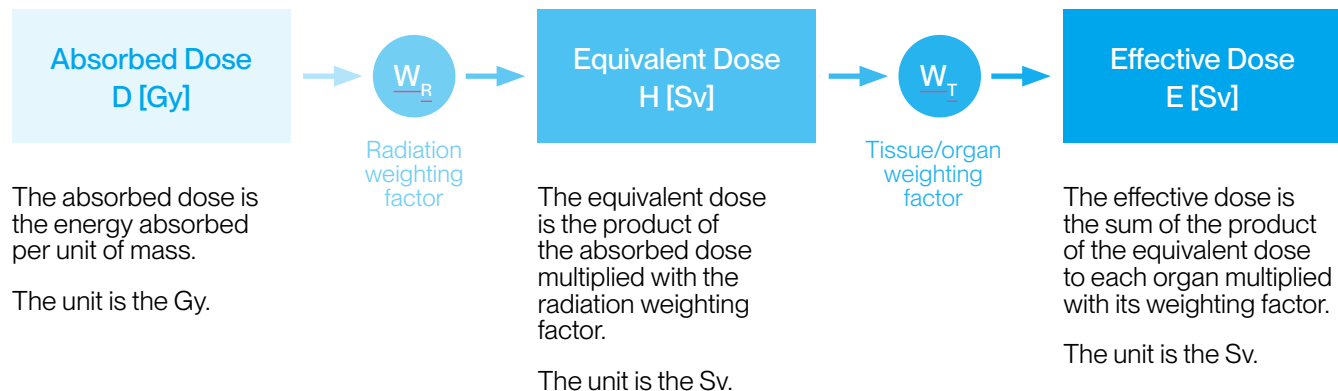 Absorbed Dose
D [Gy]
W_R
Equivalent Dose
H [Sv]
W_T
Effective Dose
E [Sv]
Radiation
weighting
factor
Tissue/organ
weighting
factor
The absorbed dose is
the energy absorbed
per unit of mass.
The unit is the Gy.
The equivalent dose
is the product of
the absorbed dose
multiplied with the
radiation weighting
factor.
The unit is the Sv.
The effective dose is
the sum of the product
of the equivalent dose
to each organ multiplied
with its weighting factor.
The unit is the Sv.